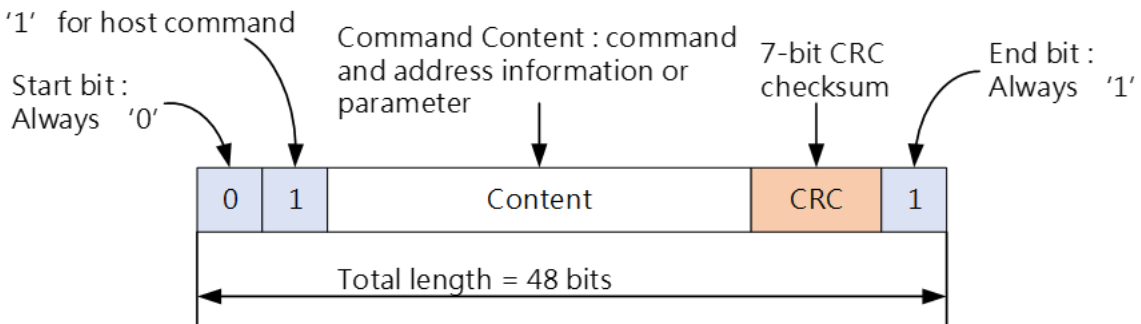 '1' for host command
Start bit :
Always '0'
Command Content : command
and address information or
parameter
7-bit CRC
checksum
End bit :
Always '1'
0
1
Content
CRC
1
Total length = 48 bits